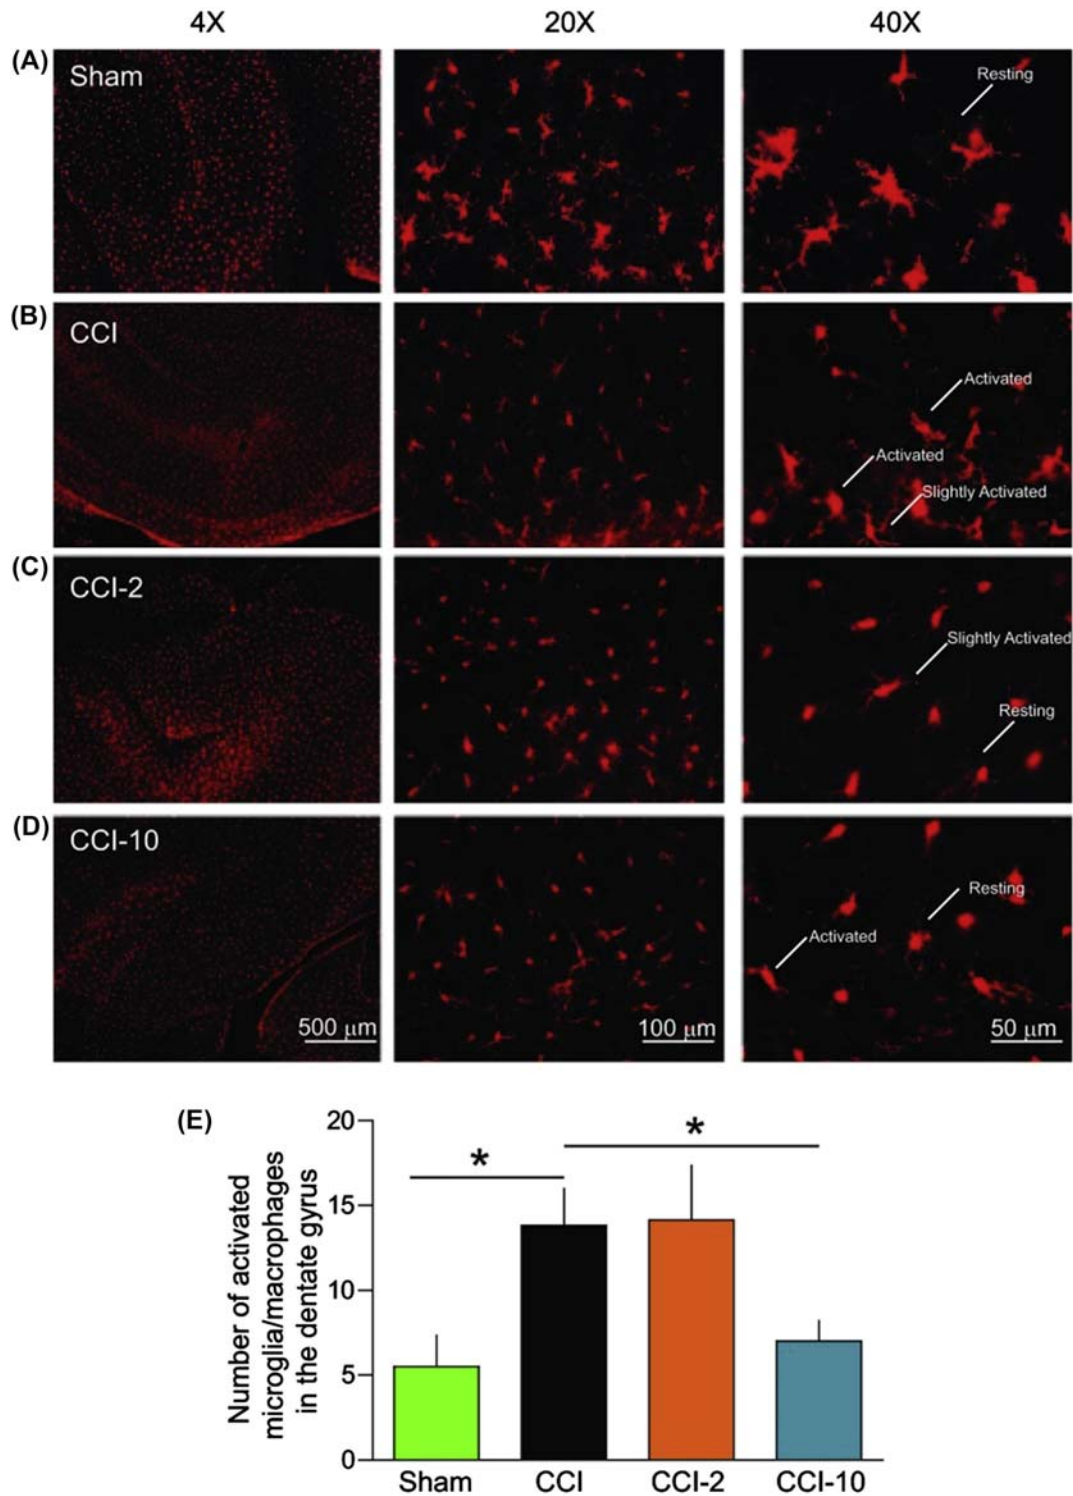 4X 20X 40X
(A) Sham Resting
(B) CCI Activated
Activated
Slightly Activated
(C) CCI-2
Slightly Activated
Resting
(D) CCI-10
Resting
Activated
500 μm 100 μm 50 μm
(E)
Number of activated
microglia/macrophages
in the dentate gyrus
20
15
10
5
0
* *
Sham CCI CCI-2 CCI-10